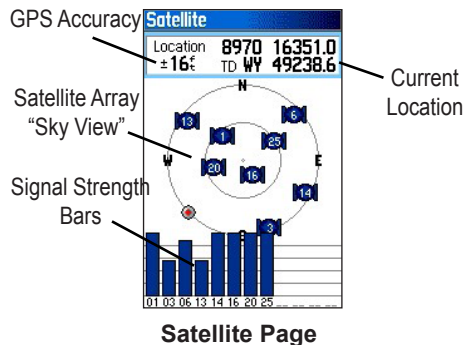 GPS Accuracy
Satellite
Location 8970 16351.0
±16ft TD WY 49238.6
Current
Location
Satellite Array
“Sky View”
N
13
6
1
25
W
20
E
16
14
Signal Strength
Bars
3
01 03 06 13 14 16 20 25
Satellite Page